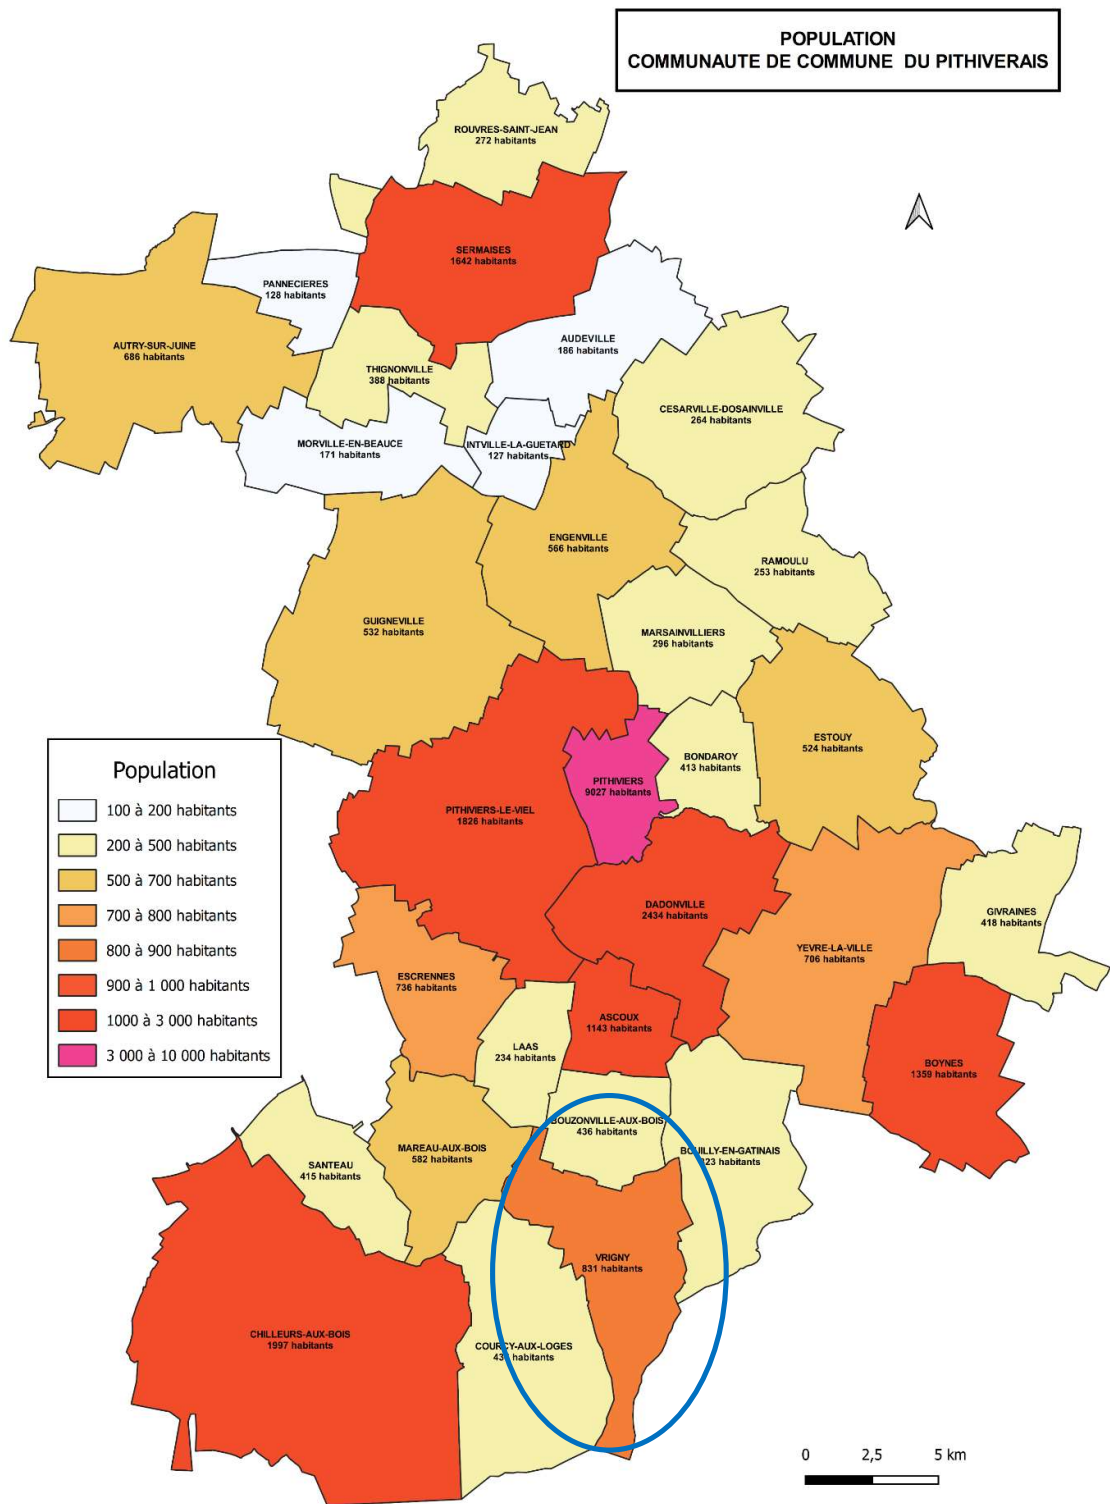 POPULATION
COMMUNAUTE DE COMMUNE DU PITHIVERAIS
ROUVRES-SAINT-JEAN
272 habitants
SERMAISES
1642 habitants
PANNECIERES
128 habitants
AUDEVILLE
186 habitants
AUTRY-SUR-JUINE
686 habitants
THIGNONVILLE
388 habitants
CESARVILLE-DOSAINVILLE
264 habitants
MORVILLE-EN-BEAUCE
171 habitants
INTVILLE-LA-GUETARD
127 habitants
ENGENVILLE
566 habitants
RAMOULU
253 habitants
GUIGNEVILLE
532 habitants
MARSAINVILLIERS
296 habitants
ESTOUY
524 habitants
BONDAROY
413 habitants
PITHIVIERS
9027 habitants
PITHIVIERS-LE-VIEL
1826 habitants
Population
100 à 200 habitants
200 à 500 habitants
500 à 700 habitants
700 à 800 habitants
800 à 900 habitants
900 à 1 000 habitants
1000 à 3 000 habitants
3 000 à 10 000 habitants
DADONVILLE
2434 habitants
GIVRAINES
418 habitants
YEVRE-LA-VILLE
706 habitants
ESCRENNES
736 habitants
ASCOUX
1143 habitants
LAAS
234 habitants
BOYNES
1359 habitants
BOUZONVILLE-AUX-BOIS
436 habitants
MAREAU-AUX-BOIS
582 habitants
BOUILLY-EN-GATINAIS
habitants
SANTEAU
415 habitants
VRIGNY
831 habitants
CHILLEURS-AUX-BOIS
1997 habitants
COURCY-AUX-LOGES
habitants
0 2,5 5 km